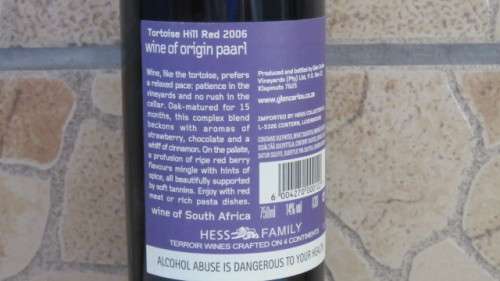 Tortoise Hill Red 2006
wine of origin paarl
Wine, like the tortoise, prefers
a relaxed pace: patience in the
vineyards and no rush in the
cellar. Oak-matured for 15
months, this complex blend
beckons with aromas of
strawberry, chocolate and a
whiff of cinnamon. On the palate,
a profusion of ripe red berry
flavours mingle with hints of
spice, all beautifully supported
by soft tannins. Enjoy with red
meat or rich pasta dishes.
wine of South Africa
Produced and bottled by Glen
Vineyards (Pty) Ltd. P.O. Box
Klapmuts 7625
www.glencarlou.co.za
IMPORTED BY HESS
L-5326 CONTERN,
750ml 14% vol
HESS FAMILY
TERROIR WINES CRAFTED ON 4 CONTINENTS
ALCOHOL ABUSE IS DANGEROUS TO YOUR HEALTH